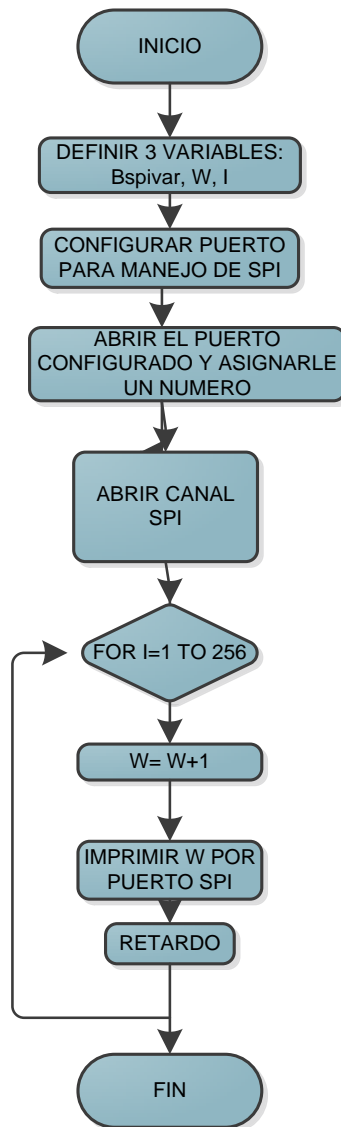 INICIO
DEFINIR 3 VARIABLES:
Bspivar, W, I
CONFIGURAR PUERTO
PARA MANEJO DE SPI
ABRIR EL PUERTO
CONFIGURADO Y ASIGNARLE
UN NUMERO
ABRIR CANAL
SPI
FOR I=1 TO 256
W= W+1
IMPRIMIR W POR
PUERTO SPI
RETARDO
FIN